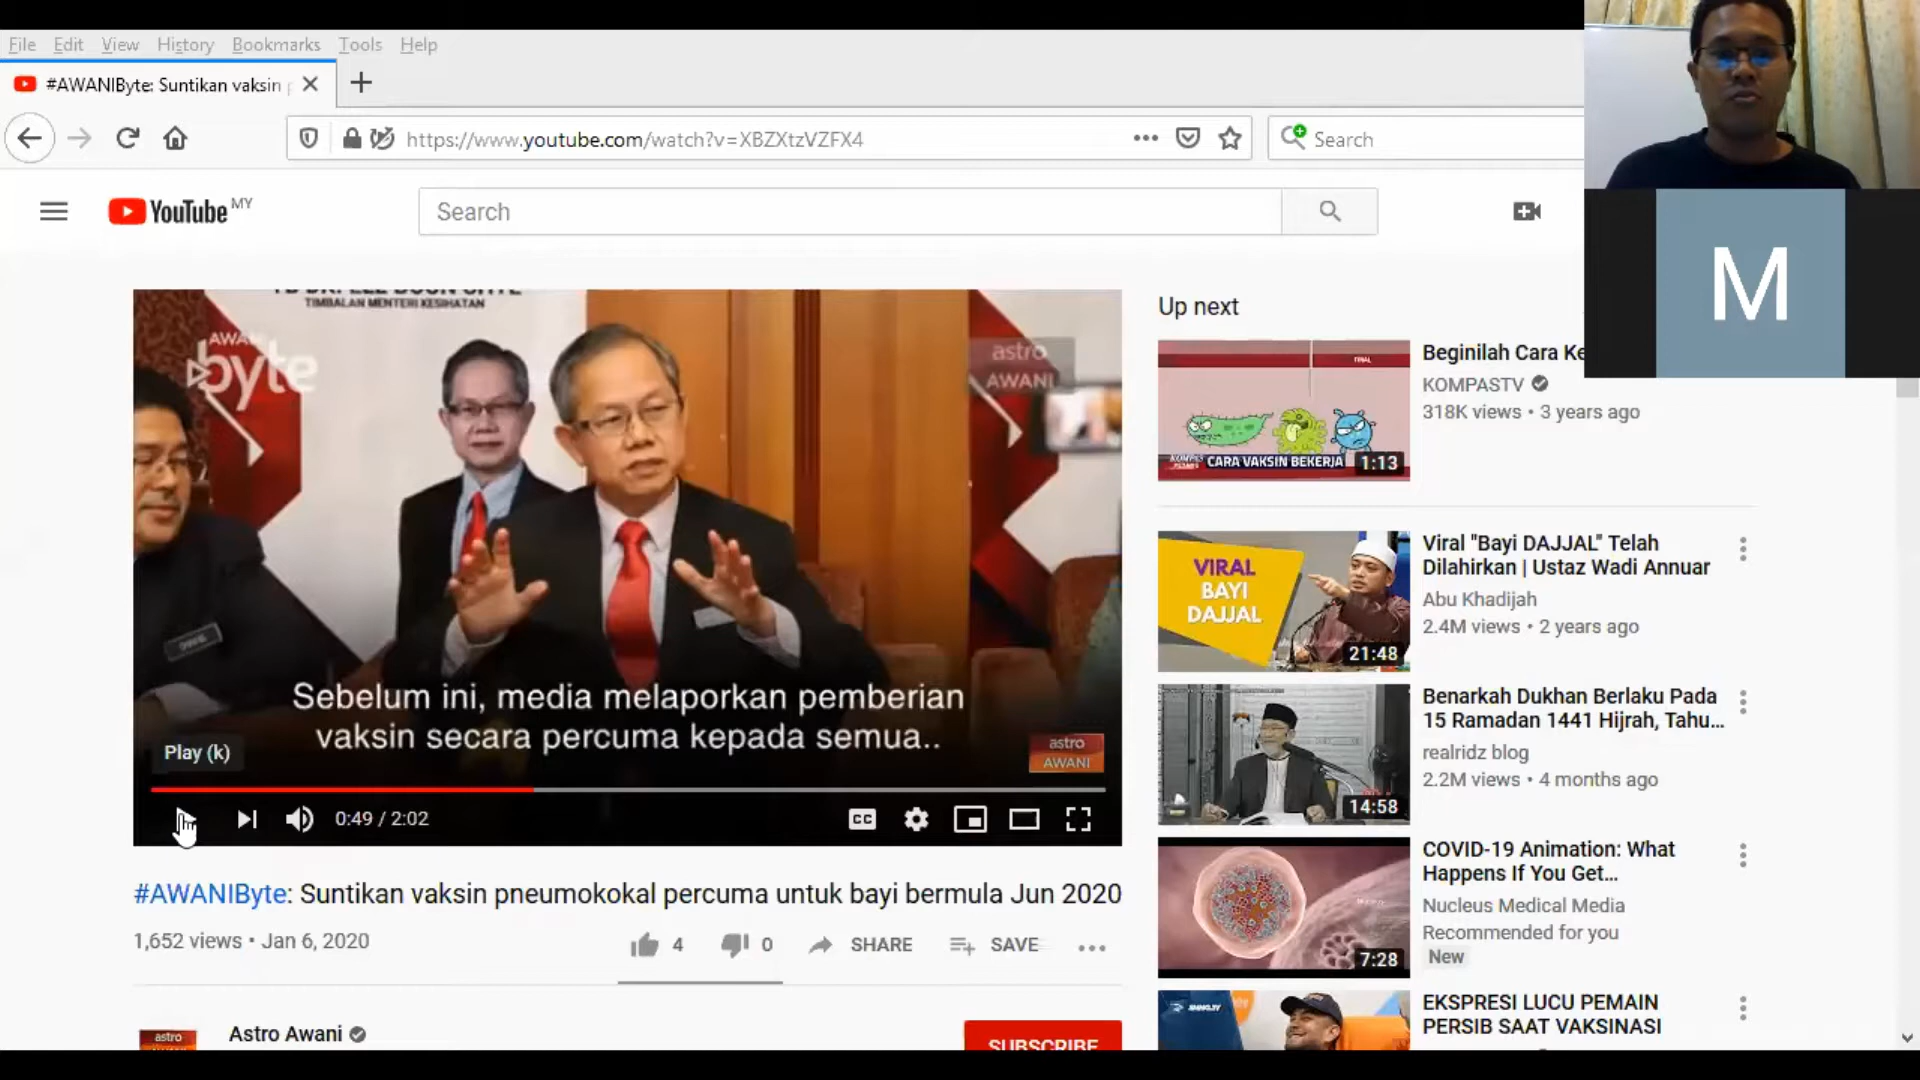 File Edit View History Bookmarks Tools Help
#AWANIByte: Suntikan vaksin
https://www.youtube.com/watch?v=XBZXtzVZFX4
Search
YouTube MY
Search
M
TIMBALAN MENTERI KESIHATAN
AWANI
byte
astro
AWANI
Sebelum ini, media melaporkan pemberian
vaksin secara percuma kepada semua..
astro
AWANI
Play (k)
0:49 / 2:02
CC
#AWANIByte: Suntikan vaksin pneumokokal percuma untuk bayi bermula Jun 2020
1,652 views • Jan 6, 2020
4 0 SHARE SAVE
astro
Astro Awani
SUBSCRIBE
Up next
FINAL
CARA VAKSIN BEKERJA
1:13
Beginilah Cara Ke
KOMPASTV
318K views • 3 years ago
VIRAL
BAYI
DAJJAL
21:48
Viral "Bayi DAJJAL" Telah
Dilahirkan | Ustaz Wadi Annuar
Abu Khadijah
2.4M views • 2 years ago
14:58
Benarkah Dukhan Berlaku Pada
15 Ramadan 1441 Hijrah, Tahu...
realridz blog
2.2M views • 4 months ago
7:28
COVID-19 Animation: What
Happens If You Get...
Nucleus Medical Media
Recommended for you
New
EKSPRESI LUCU PEMAIN
PERSIB SAAT VAKSINASI